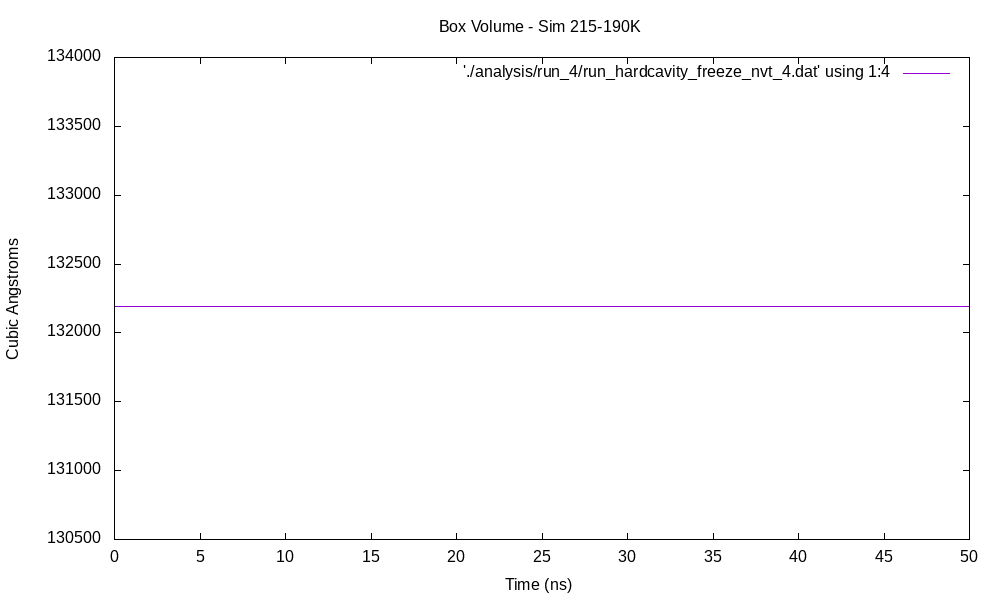 Box Volume - Sim 215-190K
'./analysis/run_4/run_hardcavity_freeze_nvt_4.dat' using 1:4
134000
133500
133000
132500
132000
131500
131000
130500
Cubic Angstroms
0 5 10 15 20 25 30 35 40 45 50
Time (ns)